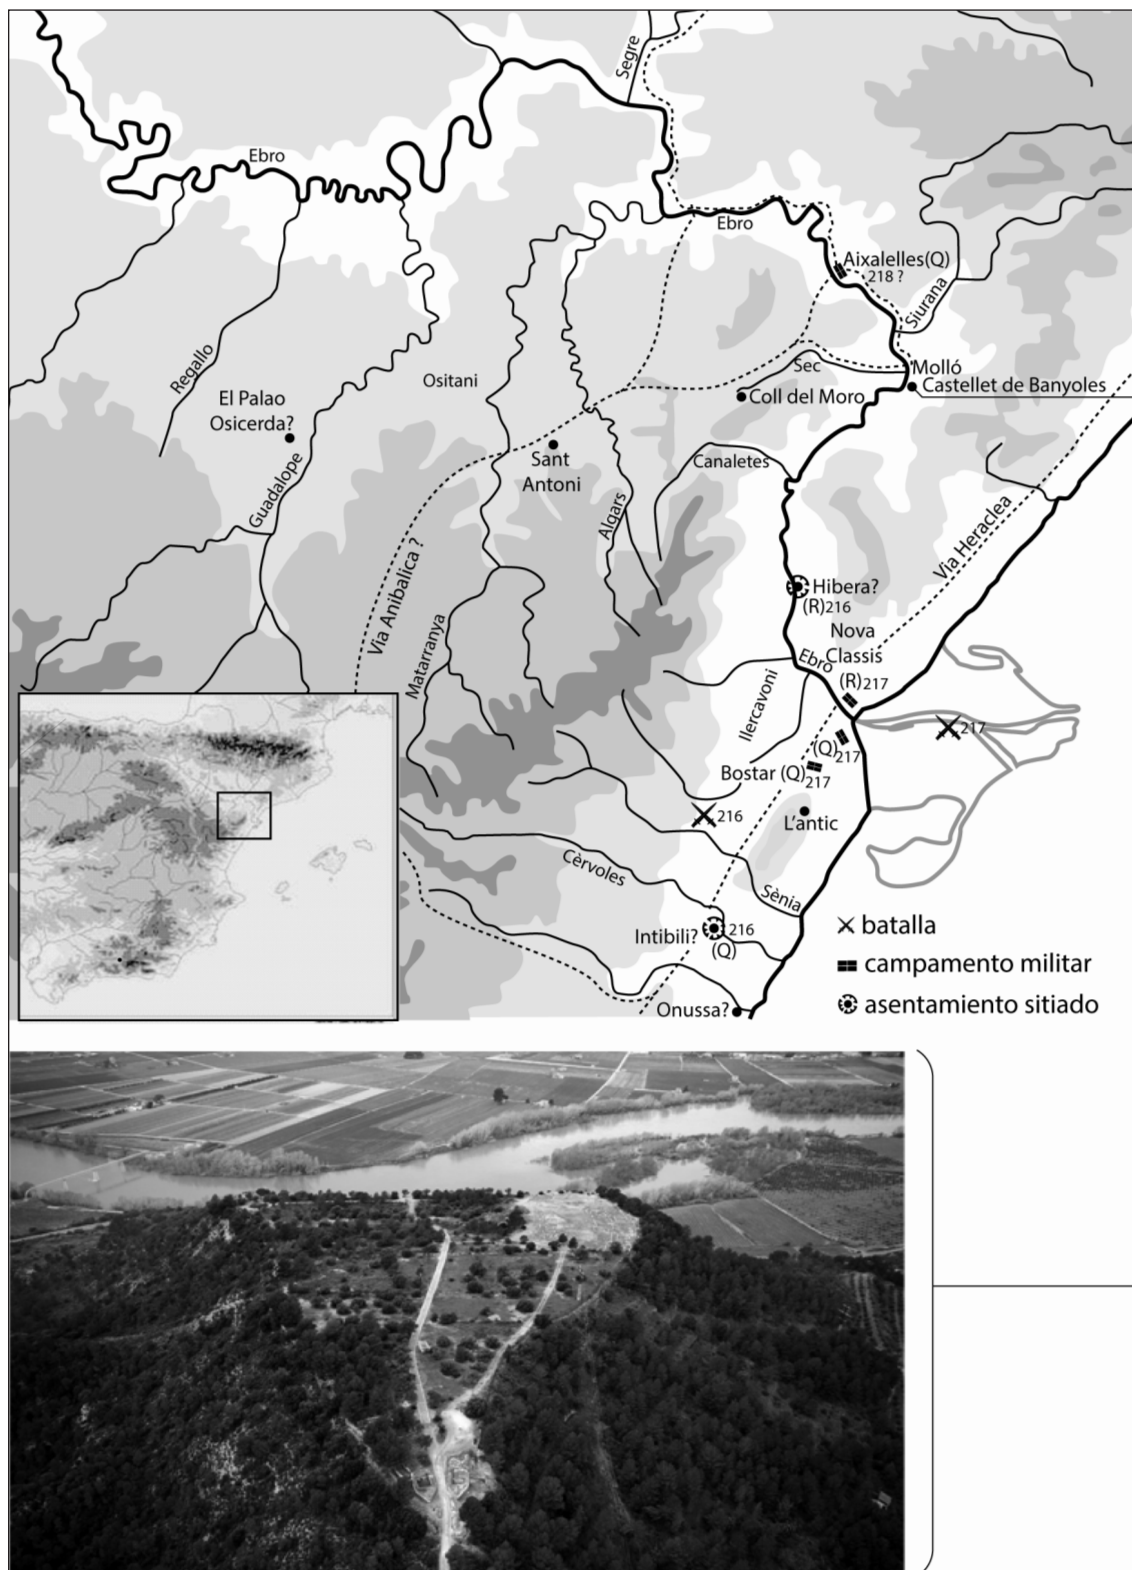 Segre
Ebro
Ebro
Aixalelles(Q)
218 ?
Siurana
Regallo
Ositani
Sec
Molló
Castellet de Banyoles
El Palao
Osicerda?
Coll del Moro
Sant
Antoni
Canaletes
Guadalope
Algars
Via Heraclea
Via Anibalica ?
Hibera?
(R)216
Nova
Classis
(R)217
Matarranya
Ebro
Ilercavoni
217
(Q)217
Bostar (Q)217
216
L'antic
Cèrvoles
Sènia
Intibili?
216
(Q)
Onussa?
batalla
campamento militar
asentamiento sitiado